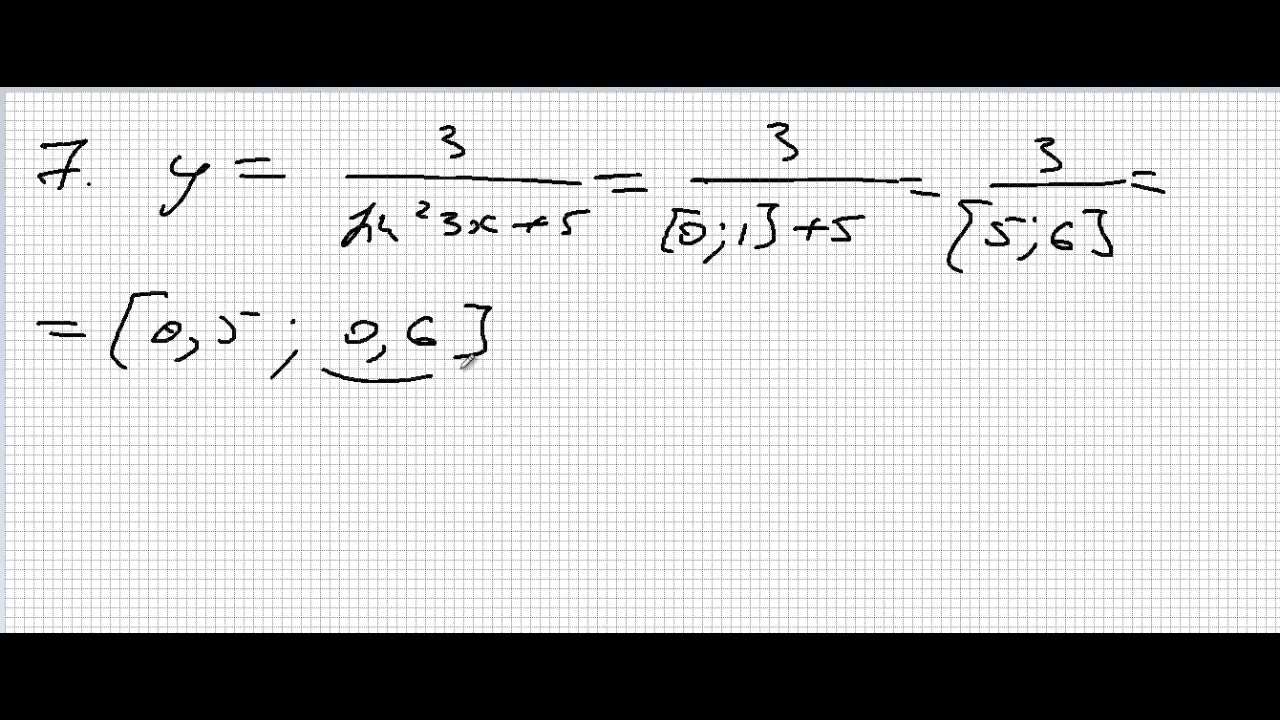 7. y = 3/(sin²3x+5) = 3/([0;1]+5) = 3/[5;6] =
= [0,5; 0,6]